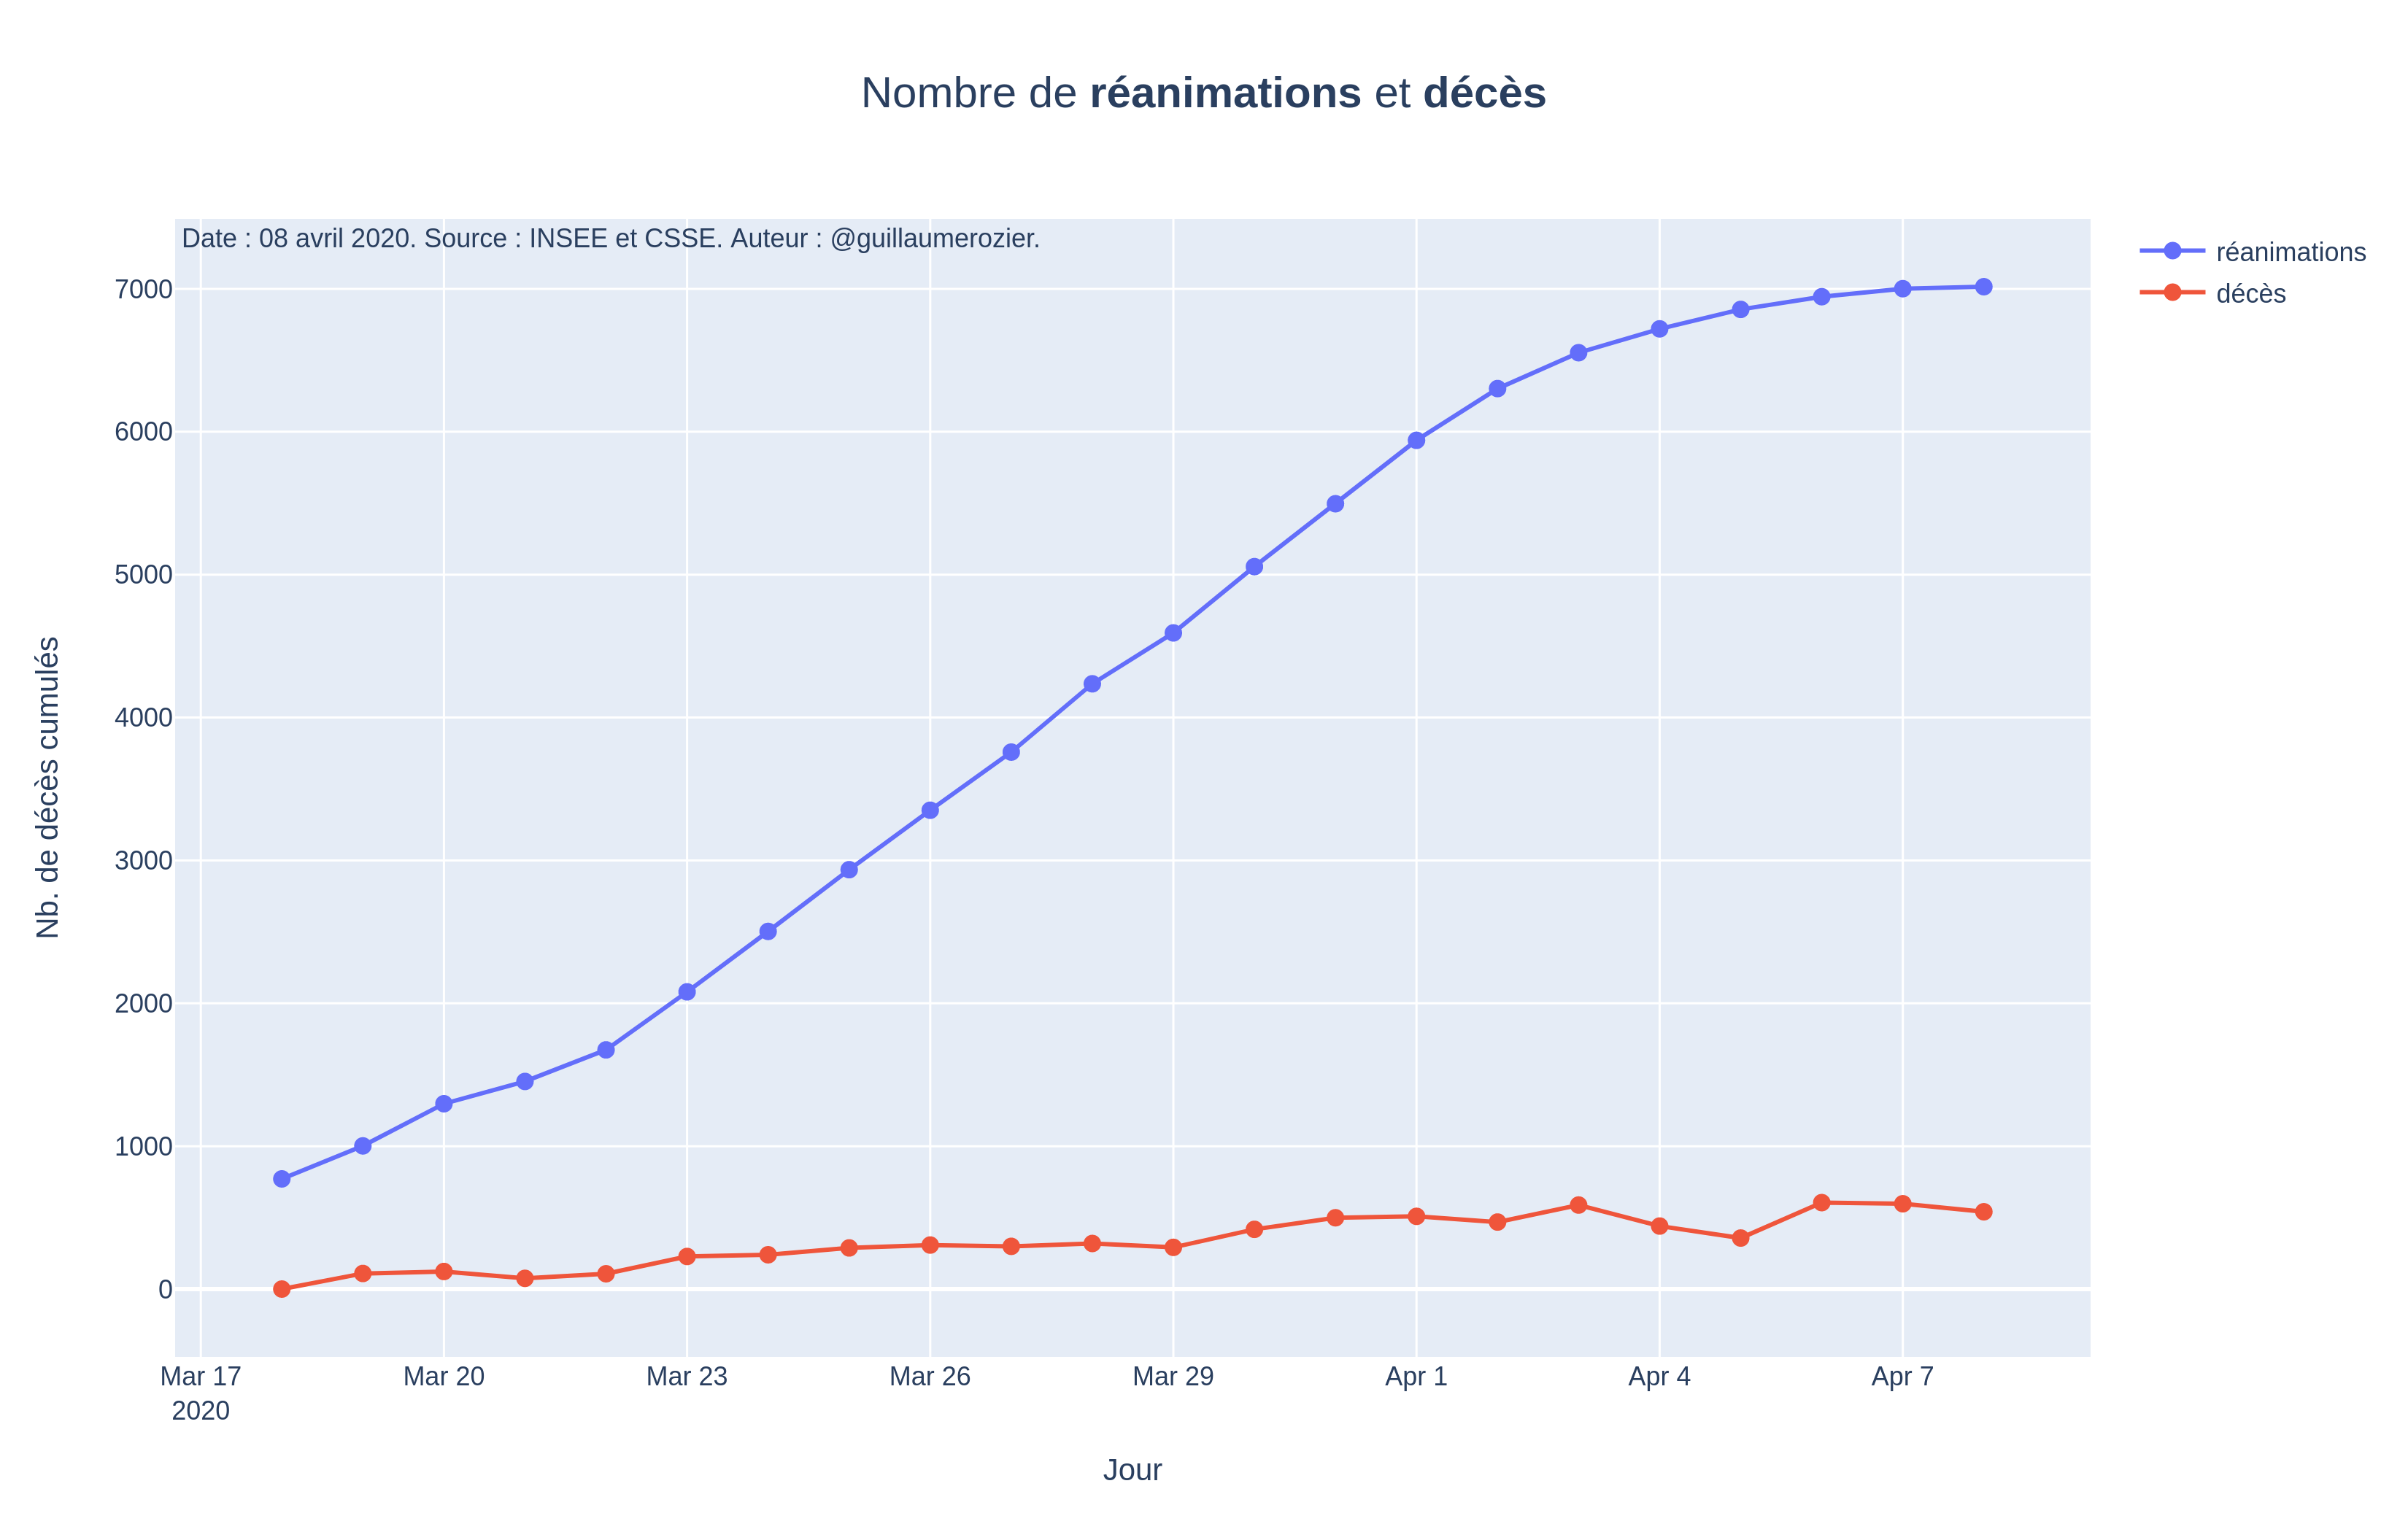 Nombre de réanimations et décès
Date : 08 avril 2020. Source : INSEE et CSSE. Auteur : @guillaumerozier.
réanimations
décès
7000
6000
5000
4000
3000
2000
1000
0
Nb. de décès cumulés
Mar 17
2020
Mar 20
Mar 23
Mar 26
Mar 29
Apr 1
Apr 4
Apr 7
Jour